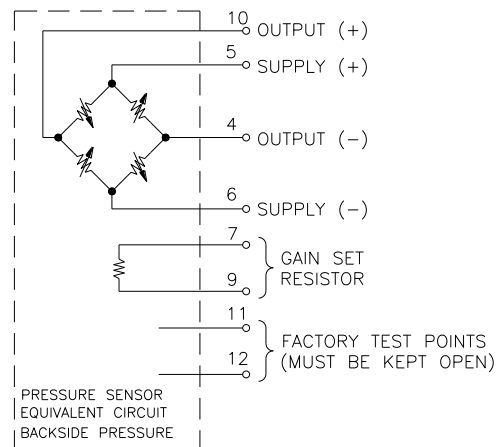 10 OUTPUT (+)
5 SUPPLY (+)
4 OUTPUT (-)
6 SUPPLY (-)
7
GAIN SET
RESISTOR
9
11
FACTORY TEST POINTS
(MUST BE KEPT OPEN)
12
PRESSURE SENSOR
EQUIVALENT CIRCUIT
BACKSIDE PRESSURE